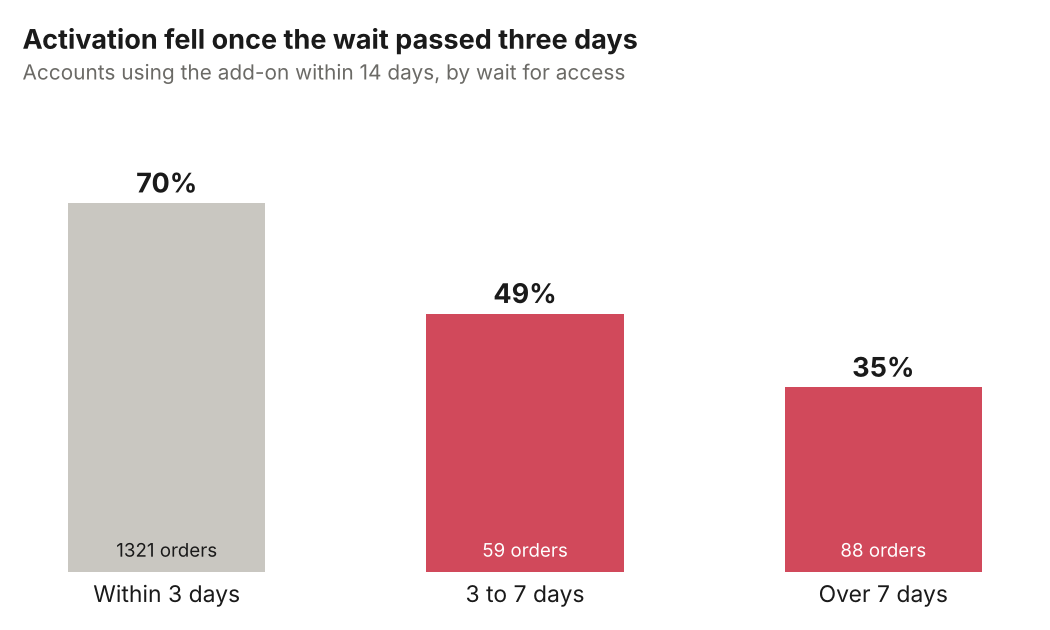 Activation fell once the wait passed three days
Accounts using the add-on within 14 days, by wait for access
70%
49%
35%
1321 orders
59 orders
88 orders
Within 3 days
3 to 7 days
Over 7 days